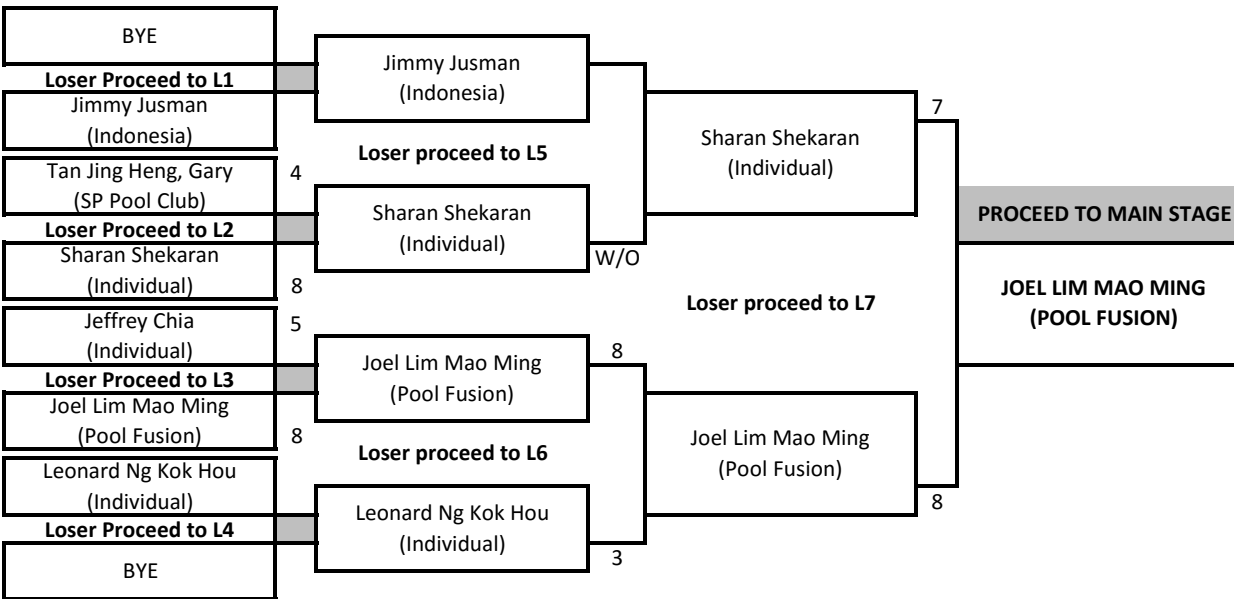 BYE
Loser Proceed to L1
Jimmy Jusman
(Indonesia)
Tan Jing Heng, Gary
(SP Pool Club)
4
Loser Proceed to L2
Sharan Shekaran
(Individual)
8
Jeffrey Chia
(Individual)
5
Loser Proceed to L3
Joel Lim Mao Ming
(Pool Fusion)
8
Leonard Ng Kok Hou
(Individual)
Loser Proceed to L4
BYE
Jimmy Jusman
(Indonesia)
Loser proceed to L5
Sharan Shekaran
(Individual)
W/O
Joel Lim Mao Ming
(Pool Fusion)
8
Loser proceed to L6
Leonard Ng Kok Hou
(Individual)
3
Sharan Shekaran
(Individual)
7
Loser proceed to L7
Joel Lim Mao Ming
(Pool Fusion)
8
PROCEED TO MAIN STAGE
JOEL LIM MAO MING
(POOL FUSION)